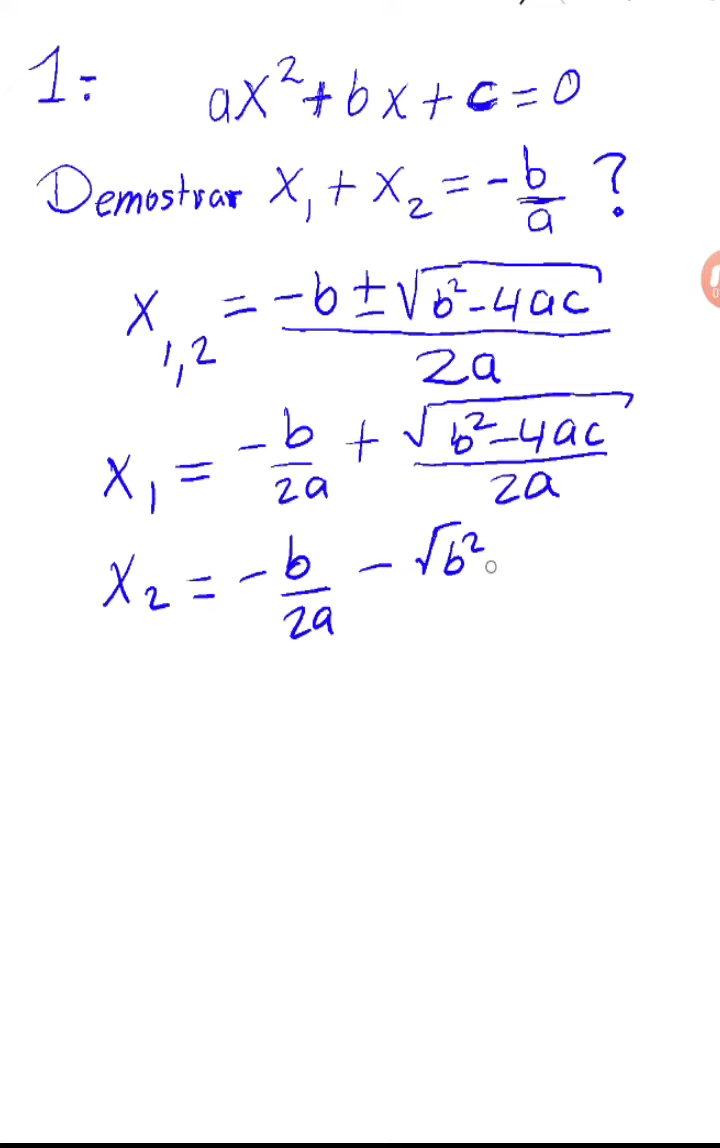 1:
ax² + bx + c = 0
Demostrar x₁ + x₂ = -b/a ?
x₁,₂ = (-b ± √(b² - 4ac))/2a
x₁ = -b/2a + √(b² - 4ac)/2a
x₂ = -b/2a - √b²